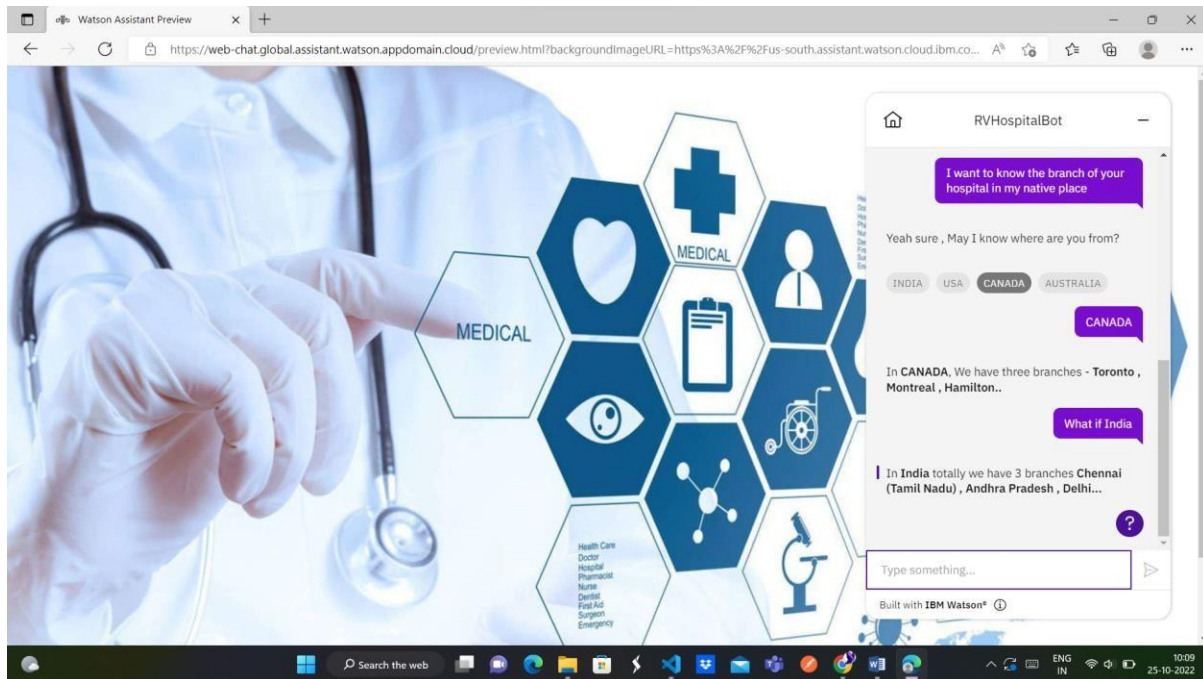 Watson Assistant Preview
https://web-chat.global.assistant.watson.appdomain.cloud/preview.html?backgroundImageURL=https%3A%2F%2Fus-south.assistant.watson.cloud.ibm.co...
RVHospitalBot
I want to know the branch of your
hospital in my native place
Yeah sure , May I know where are you from?
INDIA USA CANADA AUSTRALIA
CANADA
In CANADA, We have three branches - Toronto ,
Montreal , Hamilton..
What if India
In India totally we have 3 branches Chennai
(Tamil Nadu) , Andhra Pradesh , Delhi...
?
Type something...
Built with IBM Watson®
MEDICAL
MEDICAL
Health Care
Doctor
Hospital
Pharmacist
Nurse
Dentist
First Aid
Surgeon
Emergency
Search the web
ENG
IN
10:09
25-10-2022